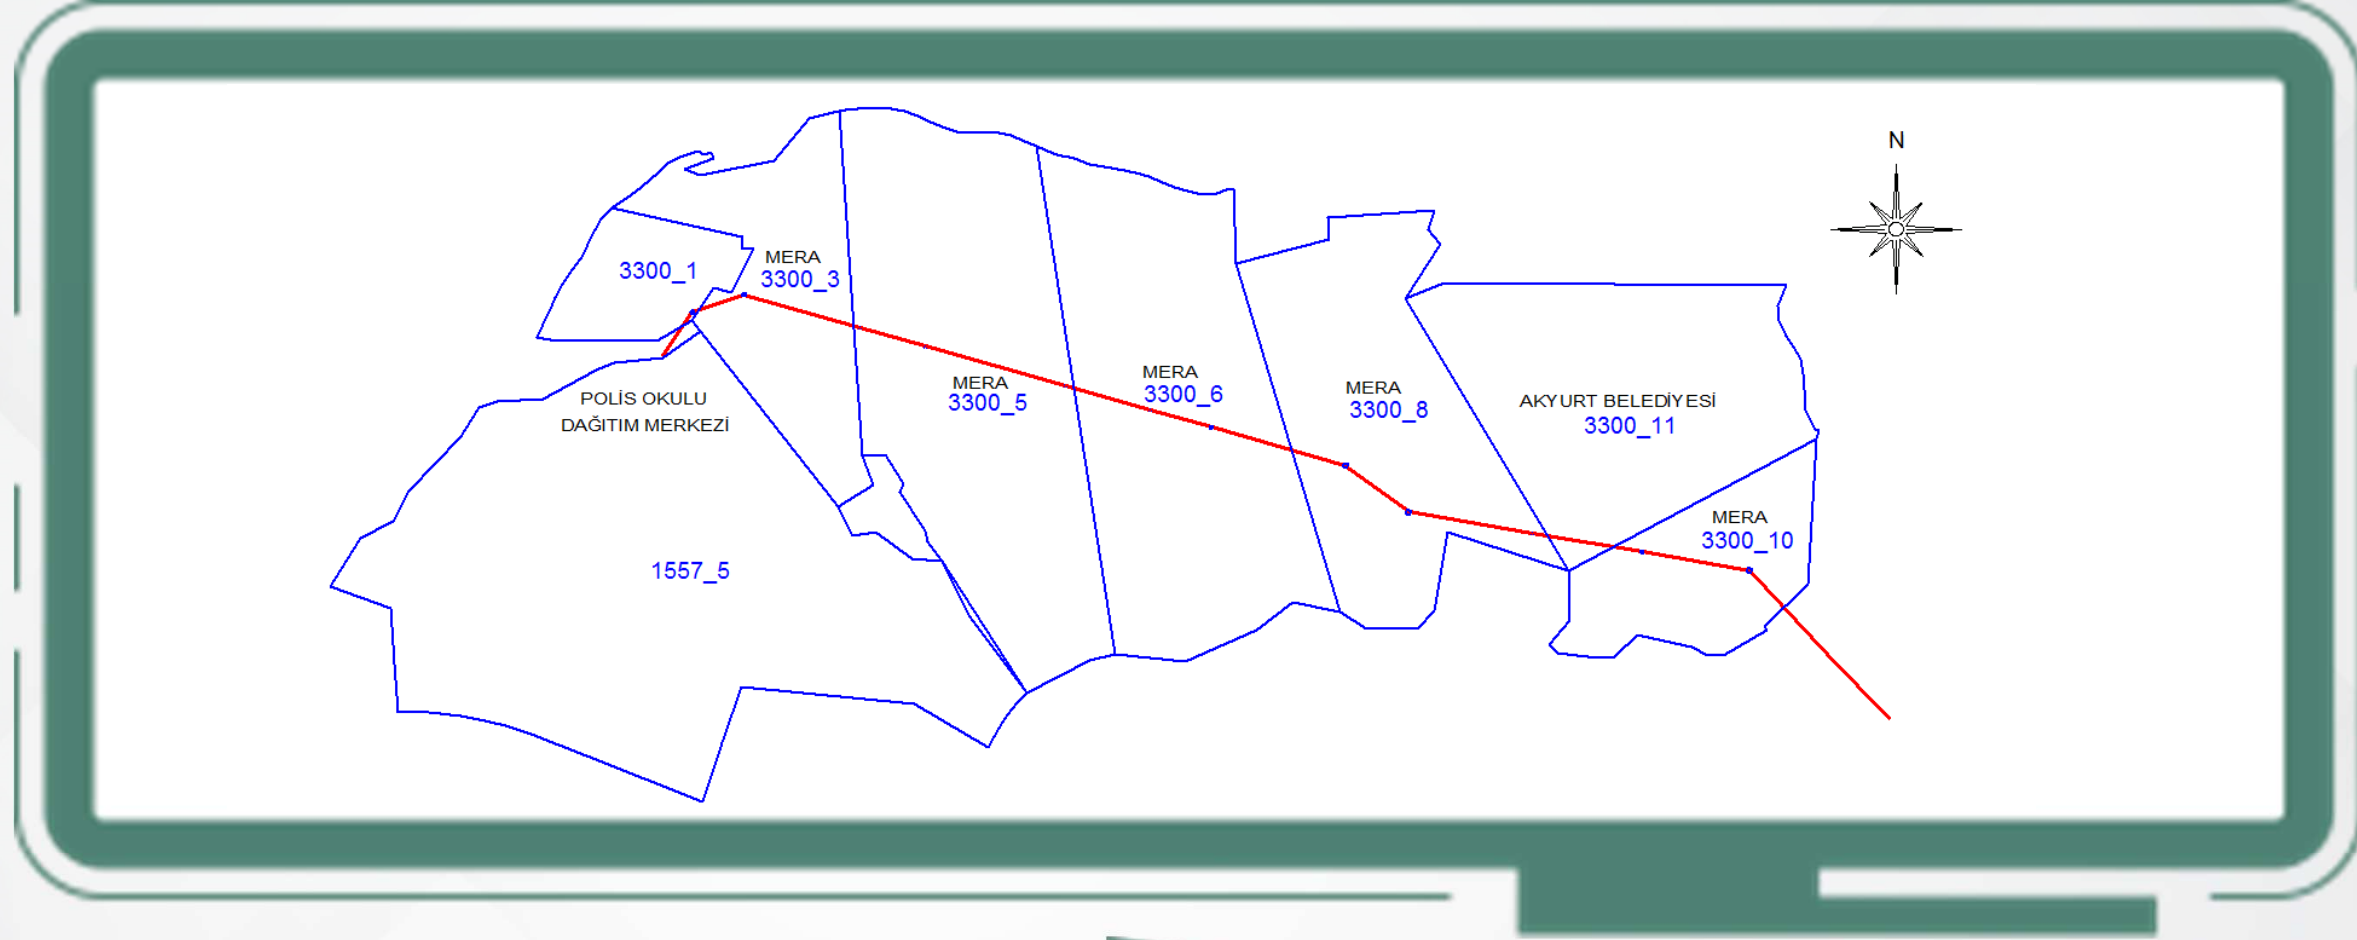 N
3300_1
MERA
3300_3
MERA
3300_5
MERA
3300_6
MERA
3300_8
AKYURT BELEDİYESİ
3300_11
POLİS OKULU
DAĞITIM MERKEZİ
MERA
3300_10
1557_5